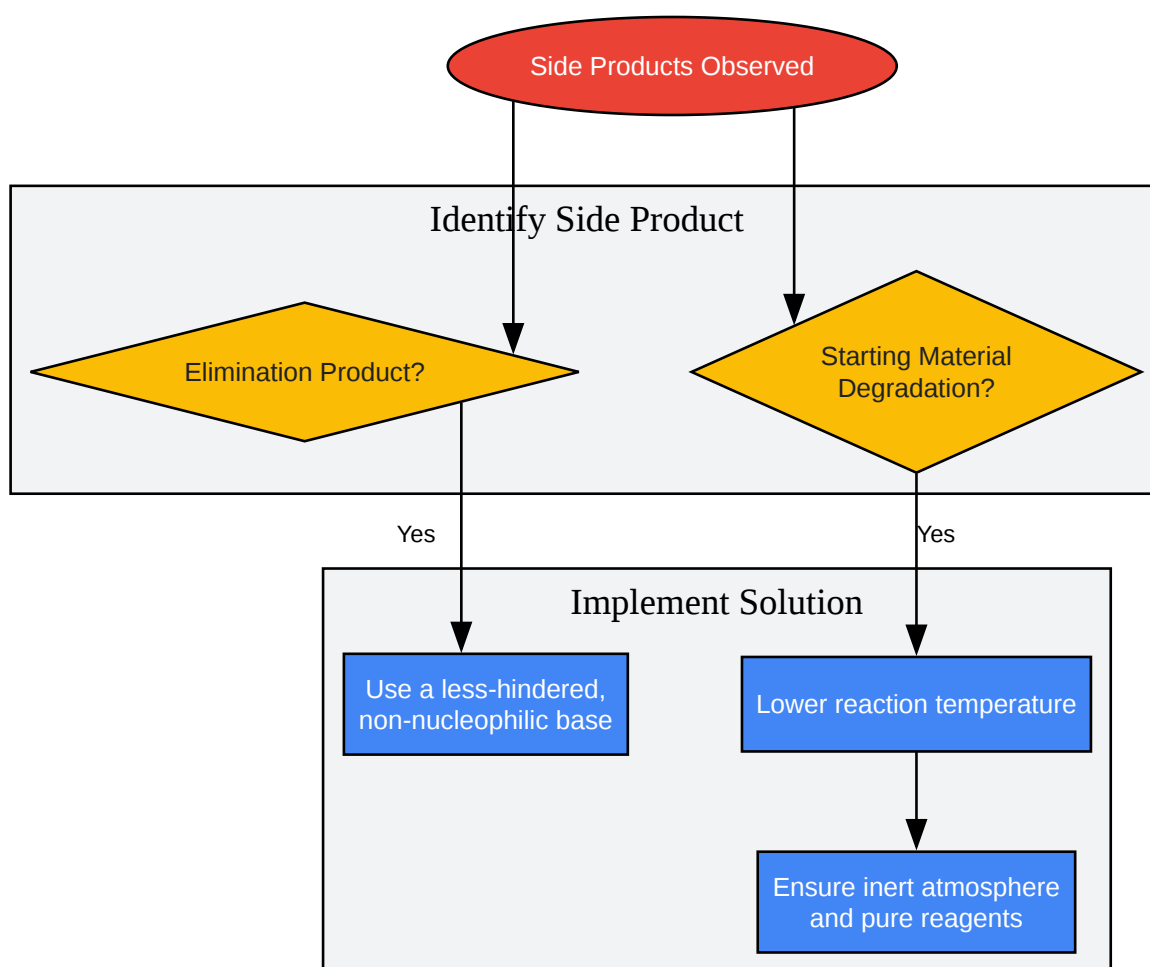 Side Products Observed
Identify Side Product
Elimination Product?
Starting Material
Degradation?
Yes
Yes
Implement Solution
Use a less-hindered,
non-nucleophilic base
Lower reaction temperature
Ensure inert atmosphere
and pure reagents